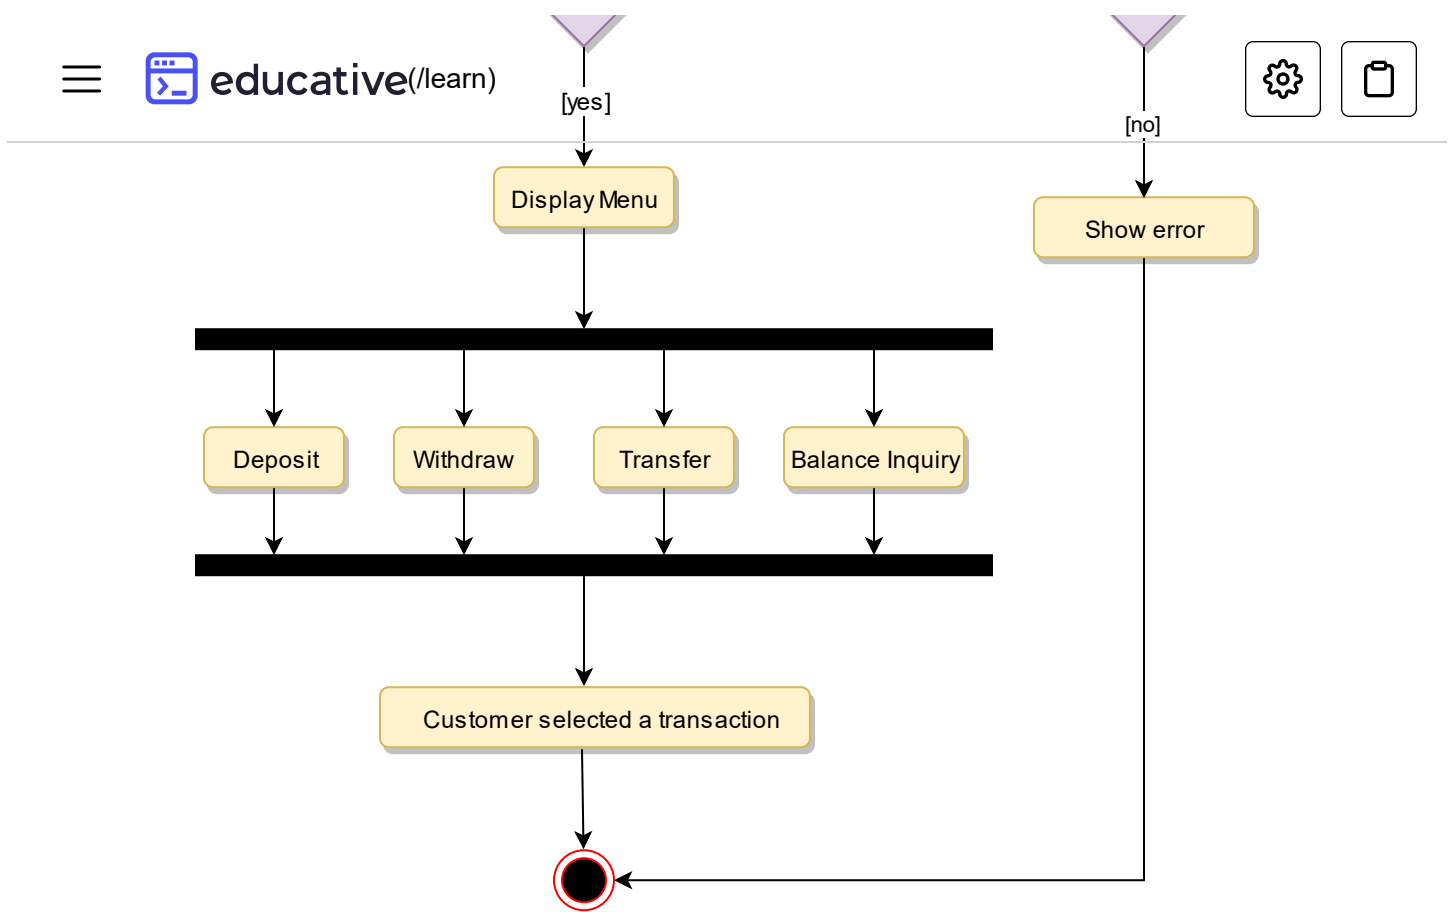 educative(/learn)
[yes]
[no]
Display Menu
Show error
Deposit
Withdraw
Transfer
Balance Inquiry
Customer selected a transaction